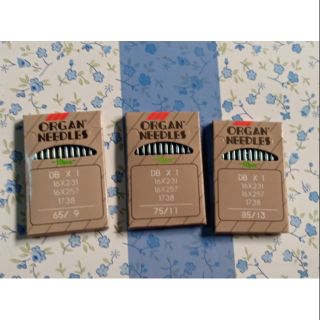 ORGAN
NEEDLES
DB X 1
16X231
16X257
1738
65/ 9
ORGAN
NEEDLES
DB X 1
16X231
16X257
1738
75/11
ORGAN
NEEDLES
DB X 1
16X231
16X257
1738
85/13